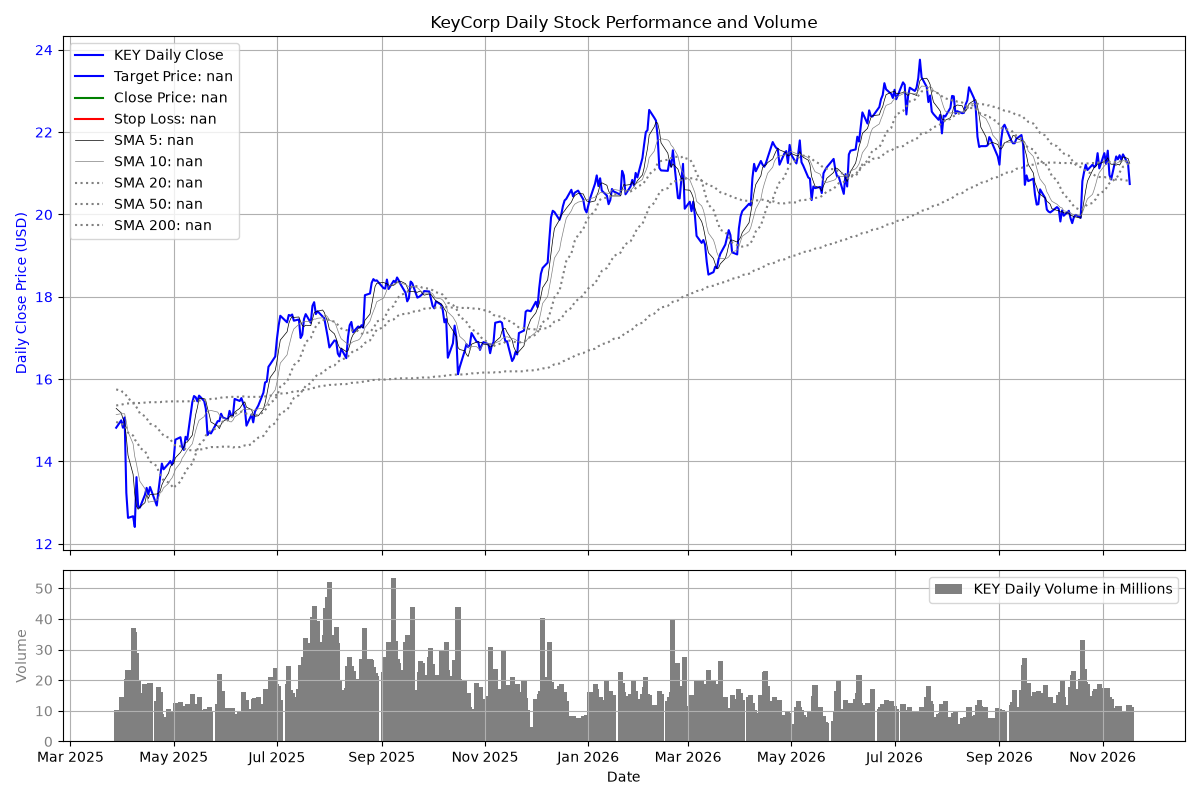 KeyCorp Daily Stock Performance and Volume
KEY Daily Close
Target Price: nan
Close Price: nan
Stop Loss: nan
SMA 5: nan
SMA 10: nan
SMA 20: nan
SMA 50: nan
SMA 200: nan
24
22
20
18
16
14
12
Daily Close Price (USD)
KEY Daily Volume in Millions
50
40
30
20
10
0
Volume
Mar 2025 May 2025 Jul 2025 Sep 2025 Nov 2025 Jan 2026 Mar 2026 May 2026 Jul 2026 Sep 2026 Nov 2026
Date